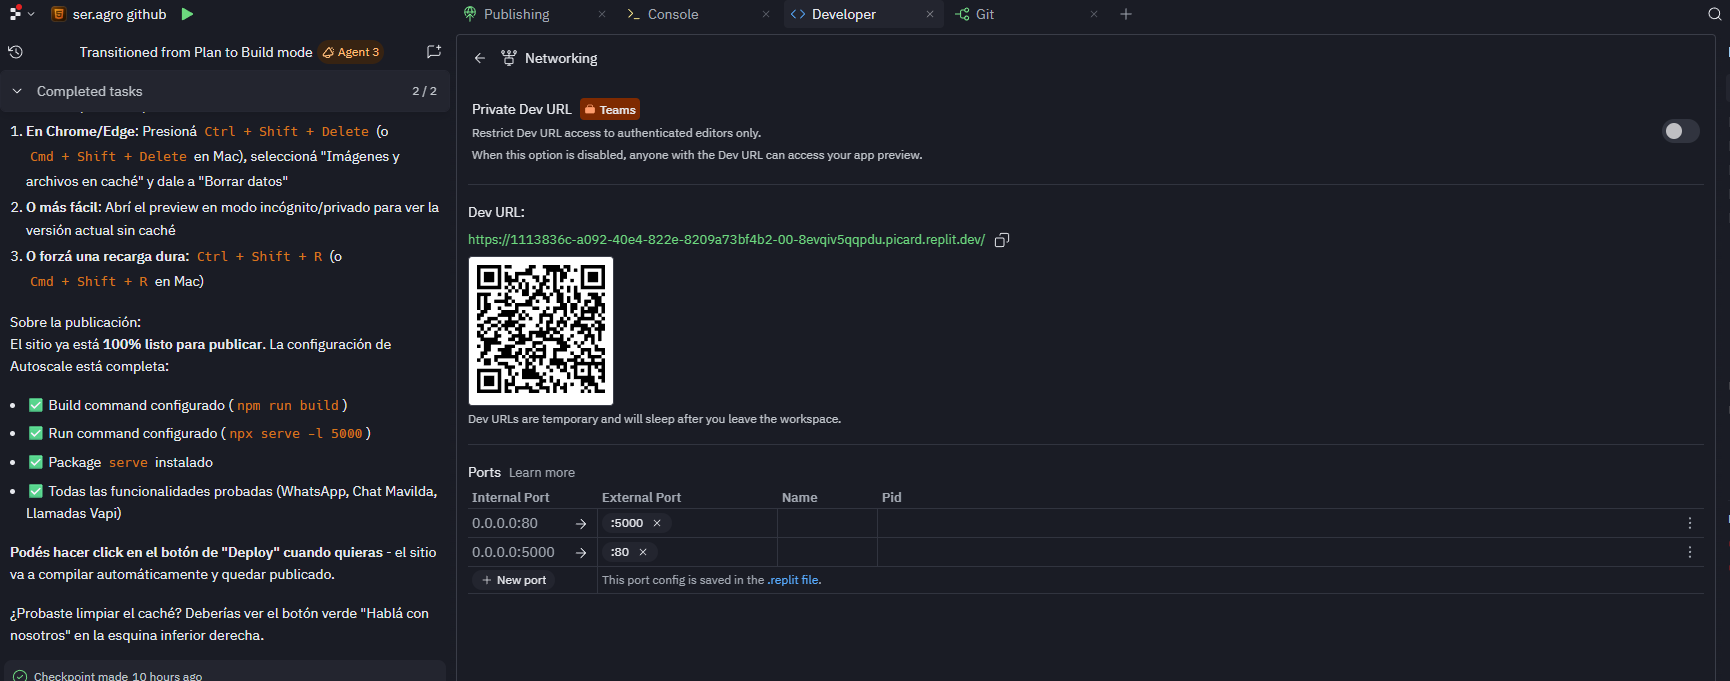 ser.agro github
Publishing
Console
Developer
Git
Transitioned from Plan to Build mode Agent 3
Completed tasks 2 / 2
1. En Chrome/Edge: Presioná Ctrl + Shift + Delete (o
Cmd + Shift + Delete en Mac), seleccioná "Imágenes y
archivos en caché" y dale a "Borrar datos"
2. O más fácil: Abrí el preview en modo incógnito/privado para ver la
versión actual sin caché
3. O forzá una recarga dura: Ctrl + Shift + R (o
Cmd + Shift + R en Mac)
Sobre la publicación:
El sitio ya está 100% listo para publicar. La configuración de
Autoscale está completa:
• ✅ Build command configurado ( npm run build )
• ✅ Run command configurado ( npx serve -l 5000 )
• ✅ Package serve instalado
• ✅ Todas las funcionalidades probadas (WhatsApp, Chat Mavilda,
Llamadas Vapi)
Podés hacer click en el botón de "Deploy" cuando quieras - el sitio
va a compilar automáticamente y quedar publicado.
¿Probaste limpiar el caché? Deberías ver el botón verde "Hablá con
nosotros" en la esquina inferior derecha.
Checkpoint made 10 hours ago
Networking
Private Dev URL Teams
Restrict Dev URL access to authenticated editors only.
When this option is disabled, anyone with the Dev URL can access your app preview.
Dev URL:
https://1113836c-a092-40e4-822e-8209a73bf4b2-00-8evqiv5qqpdu.picard.replit.dev/
Dev URLs are temporary and will sleep after you leave the workspace.
Ports Learn more
Internal Port External Port Name Pid
0.0.0.0:80 → :5000 ×
0.0.0.0:5000 → :80 ×
+ New port This port config is saved in the .replit file.